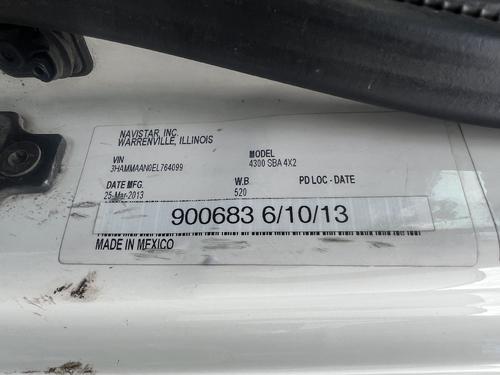 NAVISTAR, INC.
WARRENVILLE, ILLINOIS
VIN
3HAMMAAN0EL764099
MODEL
4300 SBA 4X2
DATE MFG.
25-Mar-2013
W.B.
520
PD LOC - DATE
900683 6/10/13
MADE IN MEXICO